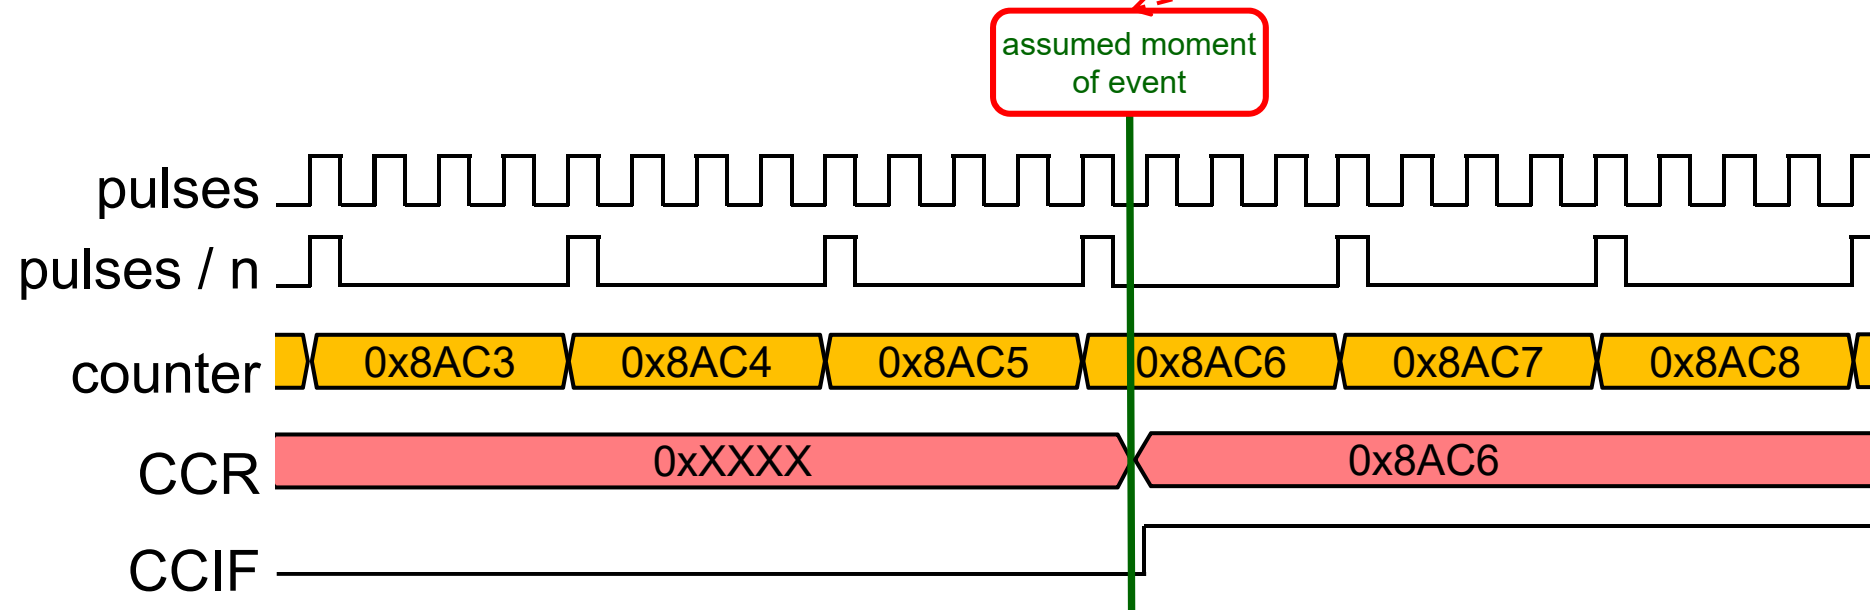 assumed moment
of event
pulses
pulses / n
counter
0x8AC3 0x8AC4 0x8AC5 0x8AC6 0x8AC7 0x8AC8
CCR
0xXXXX 0x8AC6
CCIF